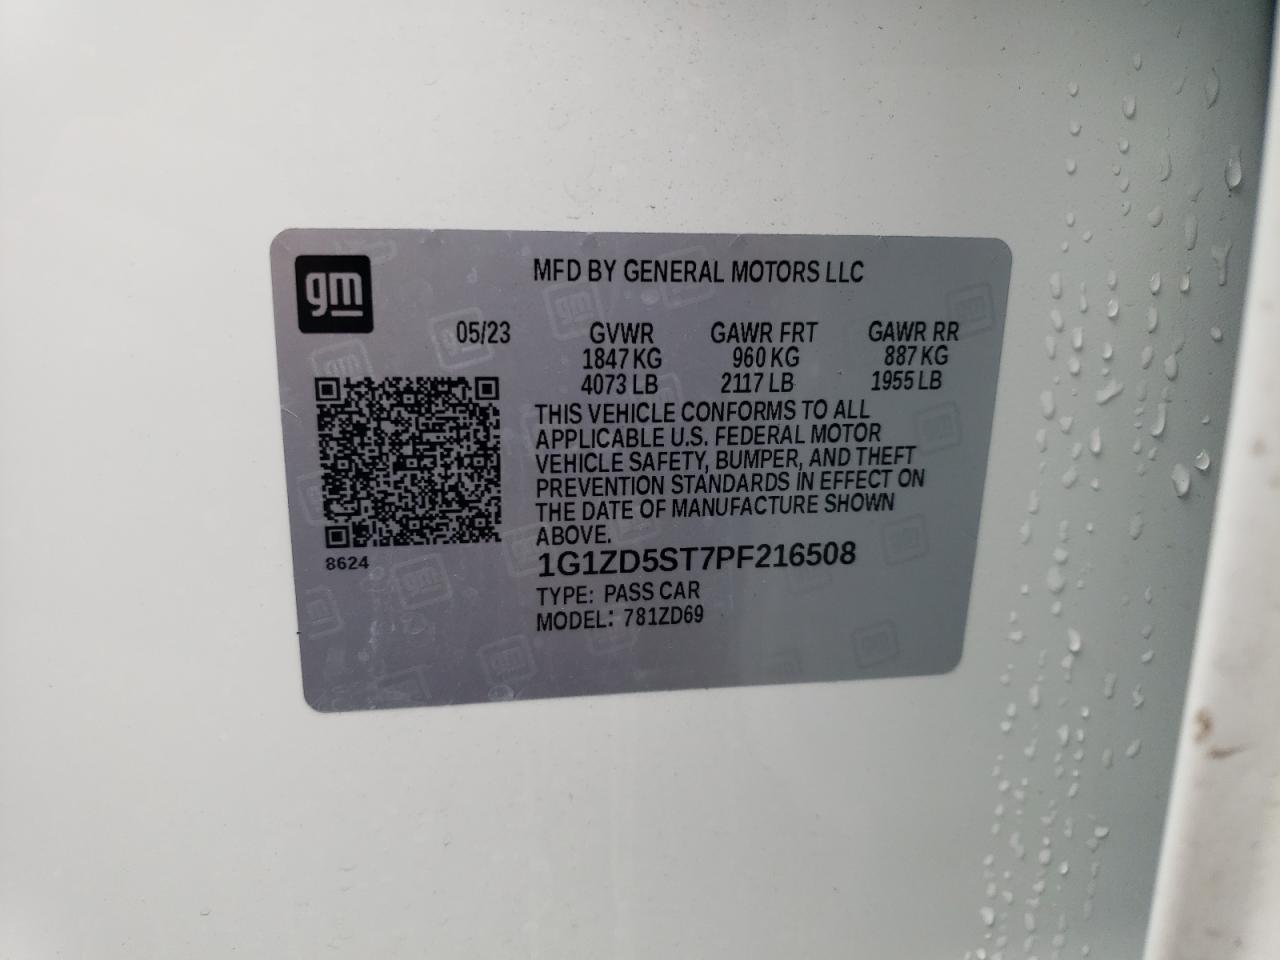 gm
MFD BY GENERAL MOTORS LLC
05/23 GVWR GAWR FRT GAWR RR
1847 KG 960 KG 887 KG
4073 LB 2117 LB 1955 LB
THIS VEHICLE CONFORMS TO ALL
APPLICABLE U.S. FEDERAL MOTOR
VEHICLE SAFETY, BUMPER, AND THEFT
PREVENTION STANDARDS IN EFFECT ON
THE DATE OF MANUFACTURE SHOWN
ABOVE.
8624
1G1ZD5ST7PF216508
TYPE: PASS CAR
MODEL: 781ZD69